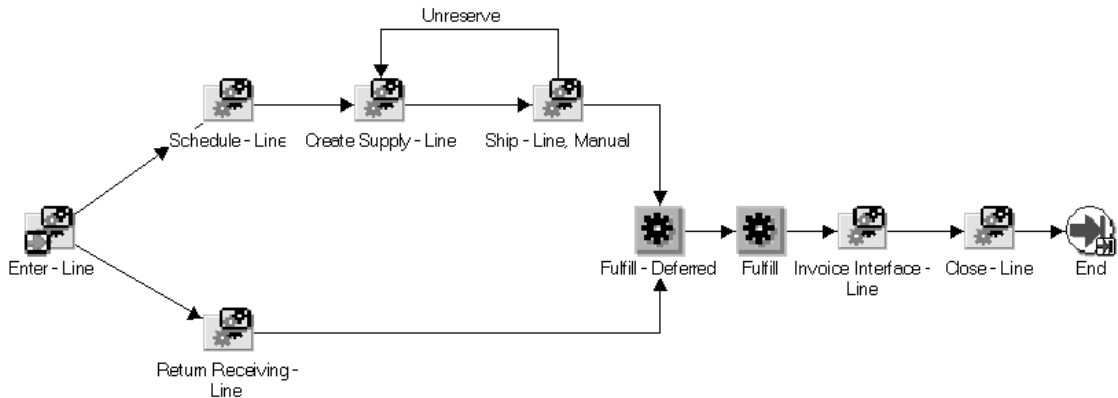 Unreserve
Schedule - Line
Create Supply - Line
Ship - Line, Manual
Enter - Line
Fulfill - Deferred
Fulfill
Invoice Interface -
Line
Close - Line
End
Return Receiving -
Line